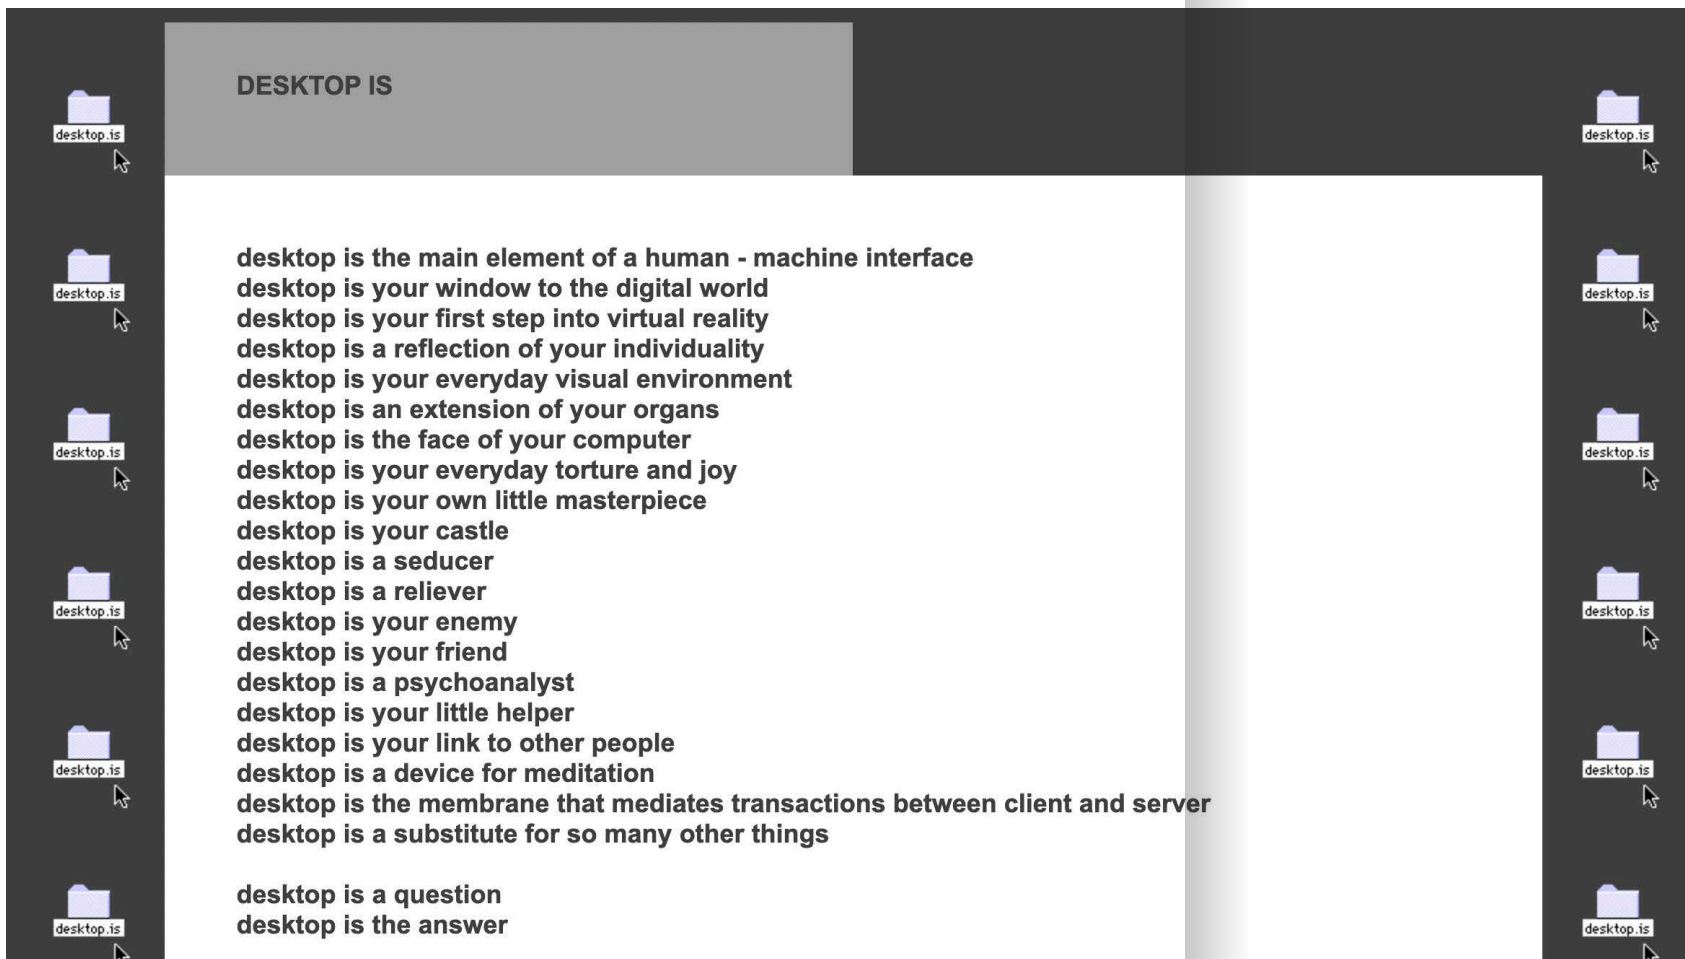 DESKTOP IS
desktop is the main element of a human - machine interface
desktop is your window to the digital world
desktop is your first step into virtual reality
desktop is a reflection of your individuality
desktop is your everyday visual environment
desktop is an extension of your organs
desktop is the face of your computer
desktop is your everyday torture and joy
desktop is your own little masterpiece
desktop is your castle
desktop is a seducer
desktop is a reliever
desktop is your enemy
desktop is your friend
desktop is a psychoanalyst
desktop is your little helper
desktop is your link to other people
desktop is a device for meditation
desktop is the membrane that mediates transactions between client and server
desktop is a substitute for so many other things
desktop is a question
desktop is the answer
desktop.is
desktop.is
desktop.is
desktop.is
desktop.is
desktop.is
desktop.is
desktop.is
desktop.is
desktop.is
desktop.is
desktop.is